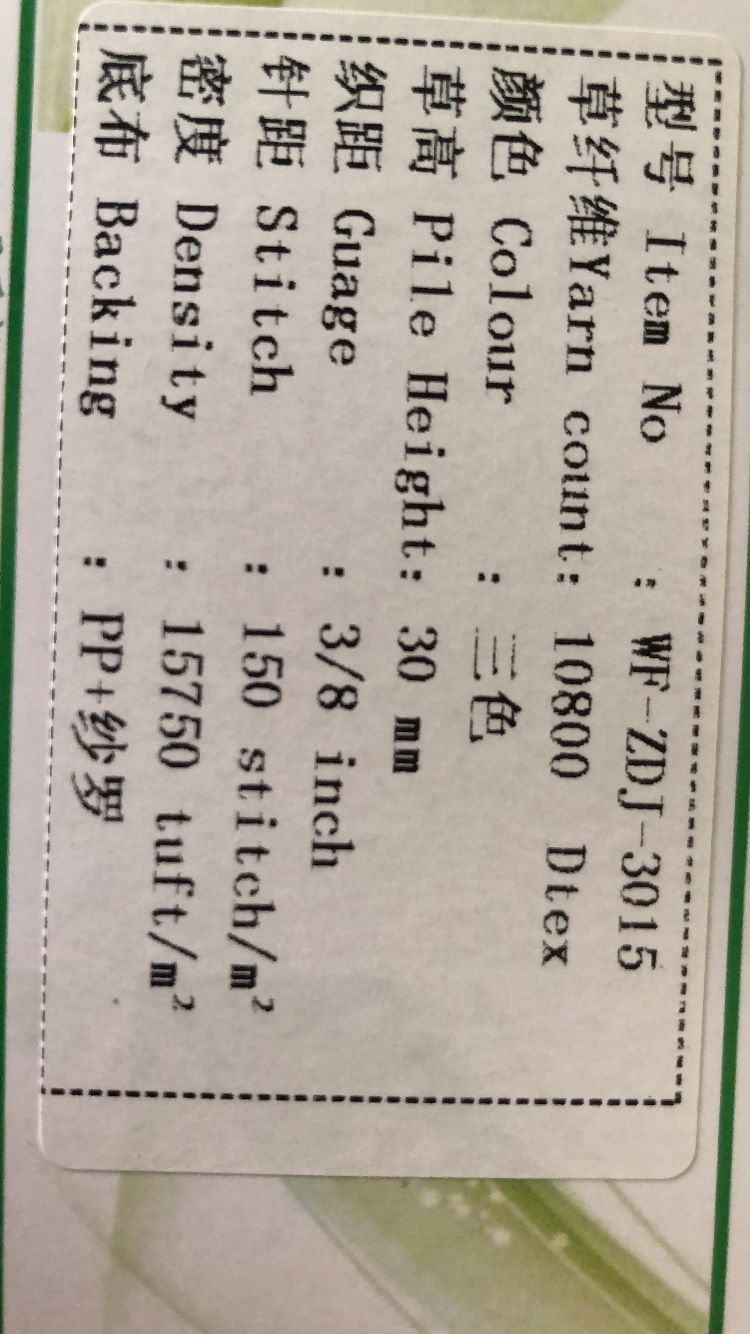 型号 Item No : WF-ZDJ-3015
草纤维Yarn count: 10800 Dtex
颜色 Colour : 三色
草高 Pile Height: 30 mm
织距 Guage : 3/8 inch
针距 Stitch : 150 stitch/m²
密度 Density : 15750 tuft/m²
底布 Backing : PP+纱罗